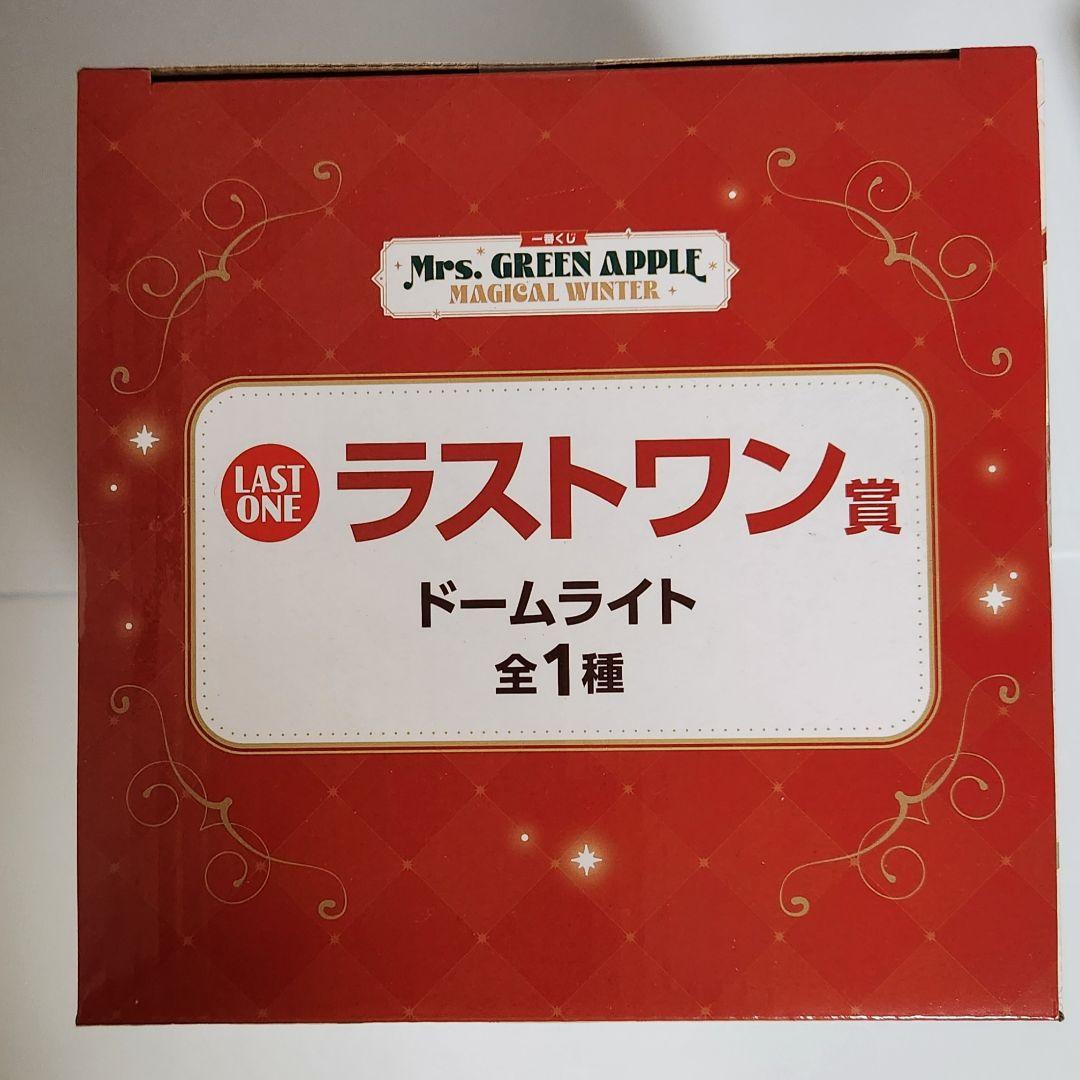 一番くじ
Mrs. GREEN APPLE
MAGICAL WINTER
LAST ONE ラストワン賞
ドームライト
全1種